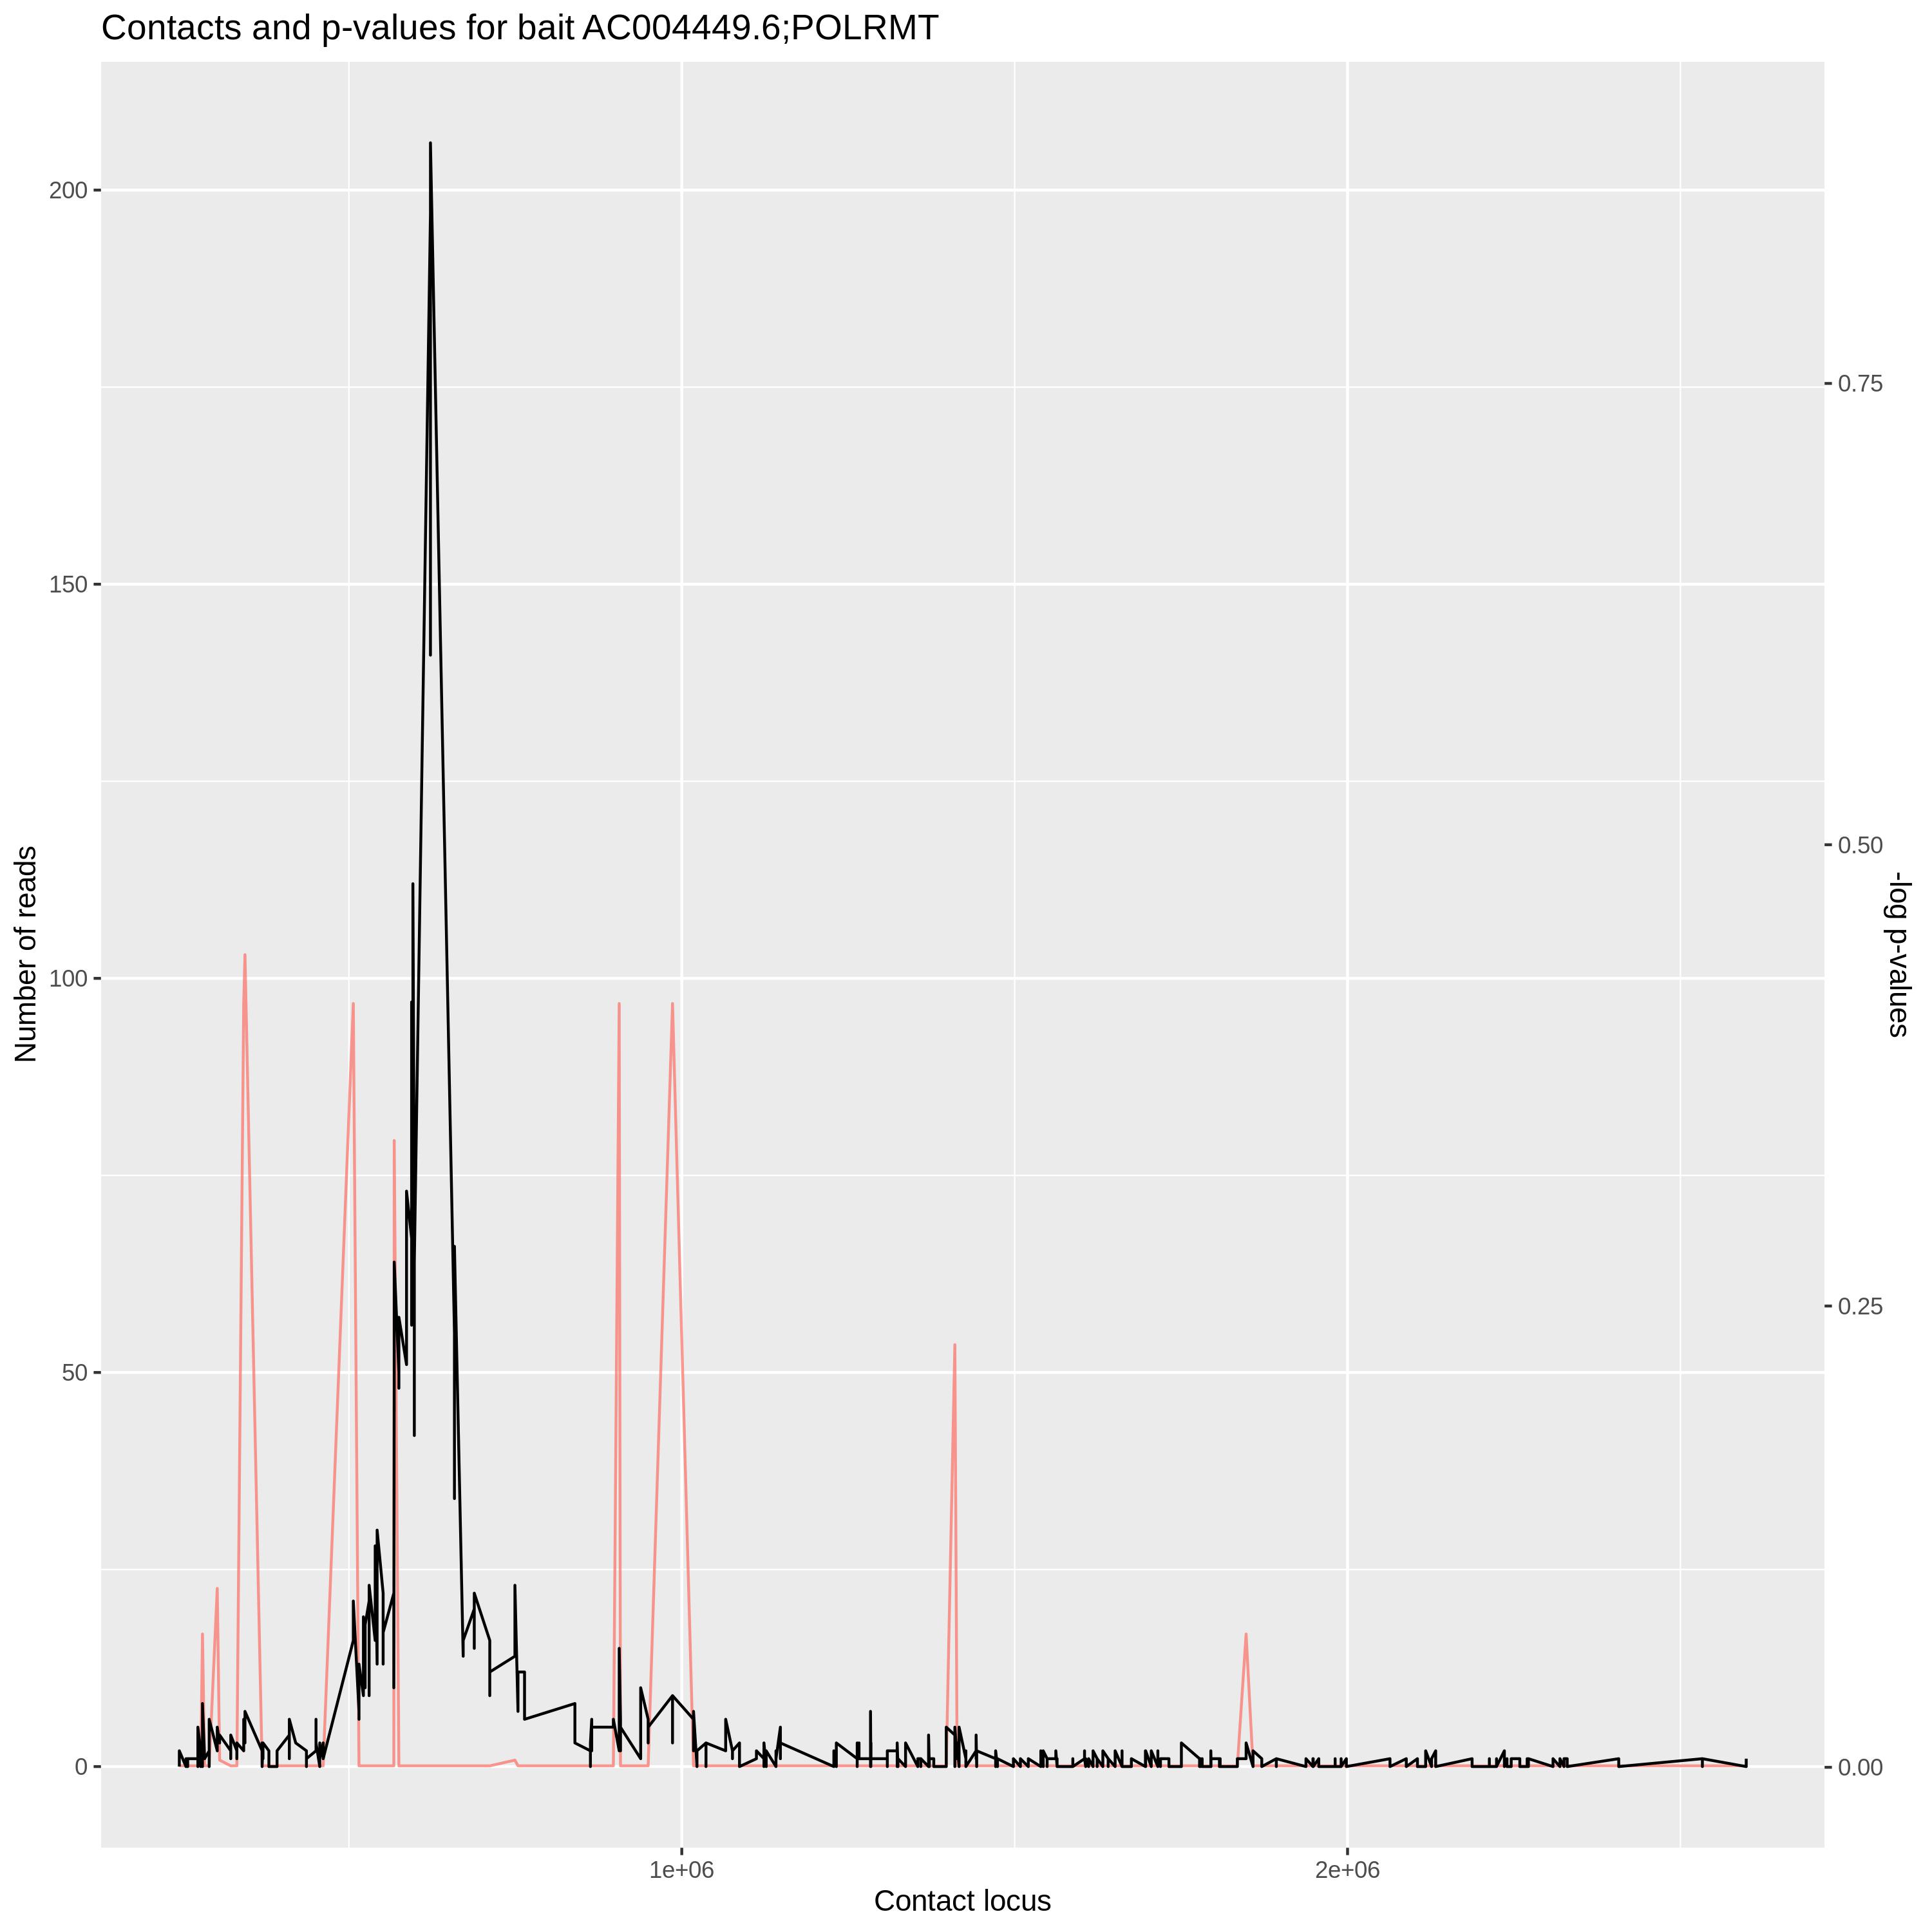 Contacts and p-values for bait AC004449.6;POLRMT
Number of reads
200
150
100
50
0
0.75
0.50
0.25
0.00
-log p-values
1e+06
2e+06
Contact locus